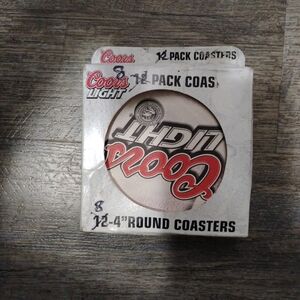 Coors 12 PACK COASTERS
8
Coors 12 PACK COAS
LIGHT
Coors
LIGHT
8
12-4" ROUND COASTERS